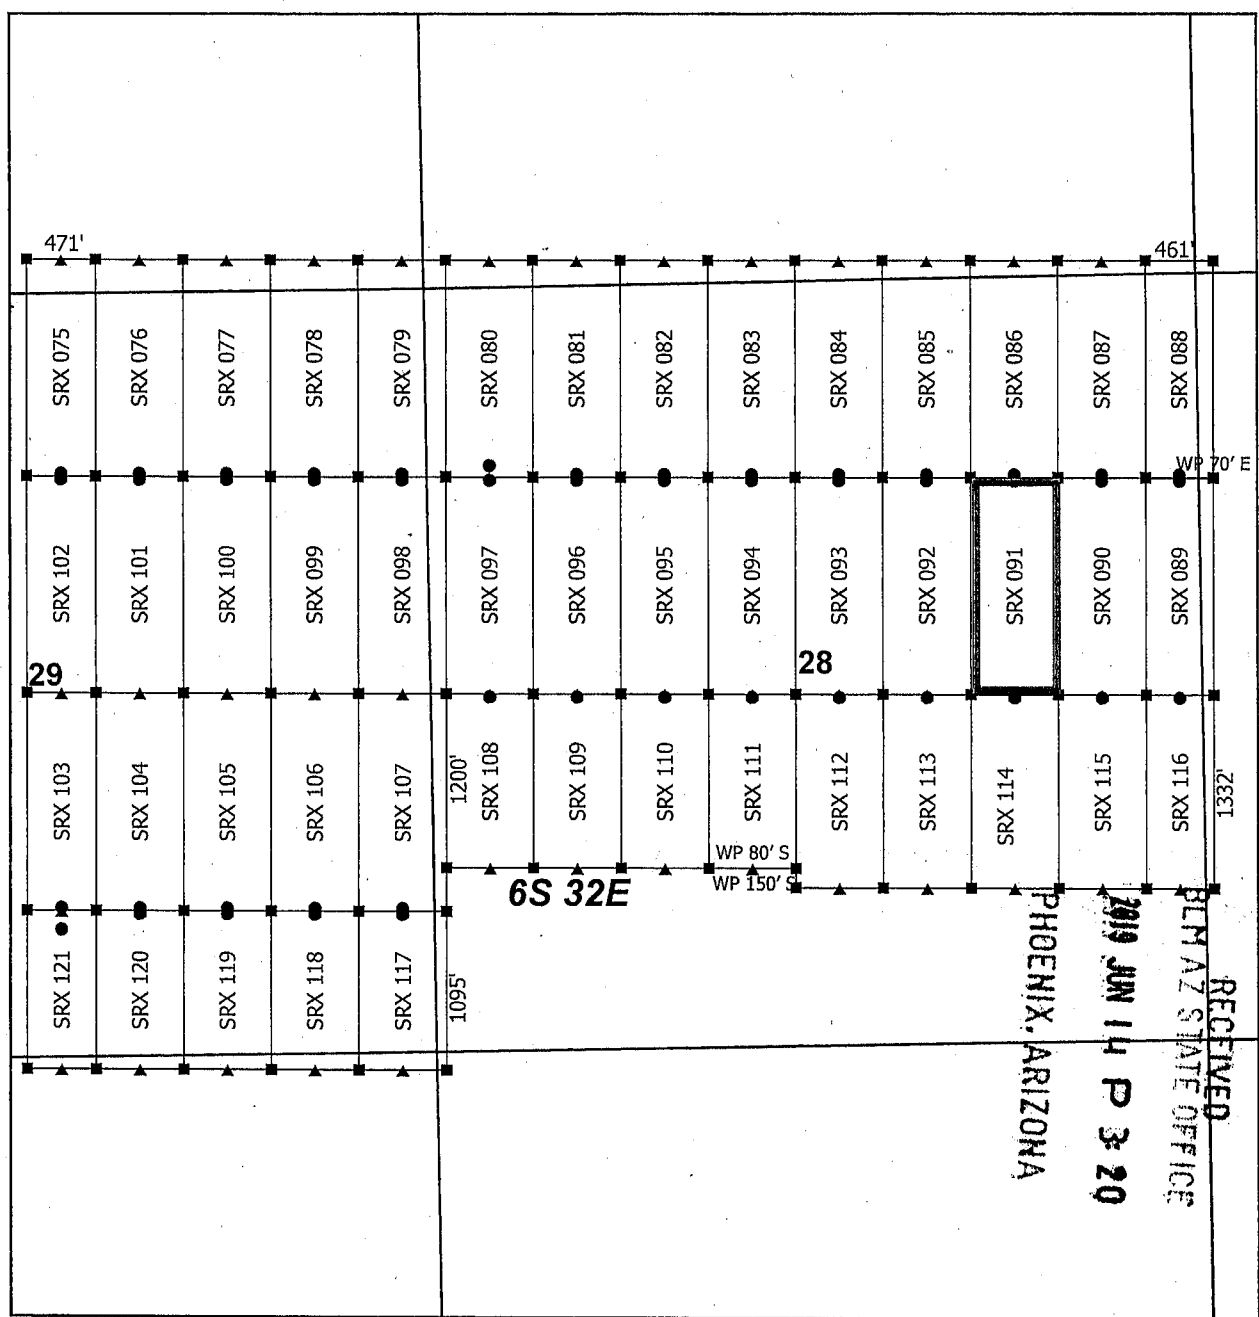 471'
461'
SRX 075
SRX 076
SRX 077
SRX 078
SRX 079
SRX 080
SRX 081
SRX 082
SRX 083
SRX 084
SRX 085
SRX 086
SRX 087
SRX 088
WP 70' E
SRX 102
SRX 101
SRX 100
SRX 099
SRX 098
SRX 097
SRX 096
SRX 095
SRX 094
SRX 093
SRX 092
SRX 091
SRX 090
SRX 089
29
28
SRX 103
SRX 104
SRX 105
SRX 106
SRX 107
1200'
SRX 108
SRX 109
SRX 110
SRX 111
SRX 112
SRX 113
SRX 114
SRX 115
SRX 116
1332'
WP 80' S
WP 150' S
6S 32E
SRX 121
SRX 120
SRX 119
SRX 118
SRX 117
1095'
RECEIVED
BLM AZ STATE OFFICE
2019 JUN 14 P 3:20
PHOENIX, ARIZONA